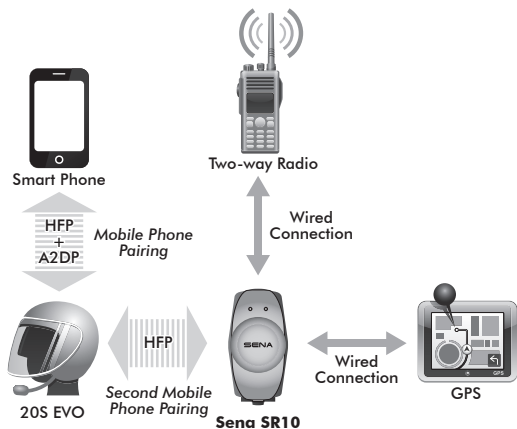 Two-way Radio
Smart Phone
HFP
+
A2DP
Mobile Phone
Pairing
Wired
Connection
HFP
SENA
Wired
Connection
GPS
GPS
Second Mobile
Phone Pairing
20S EVO
Sena SR10